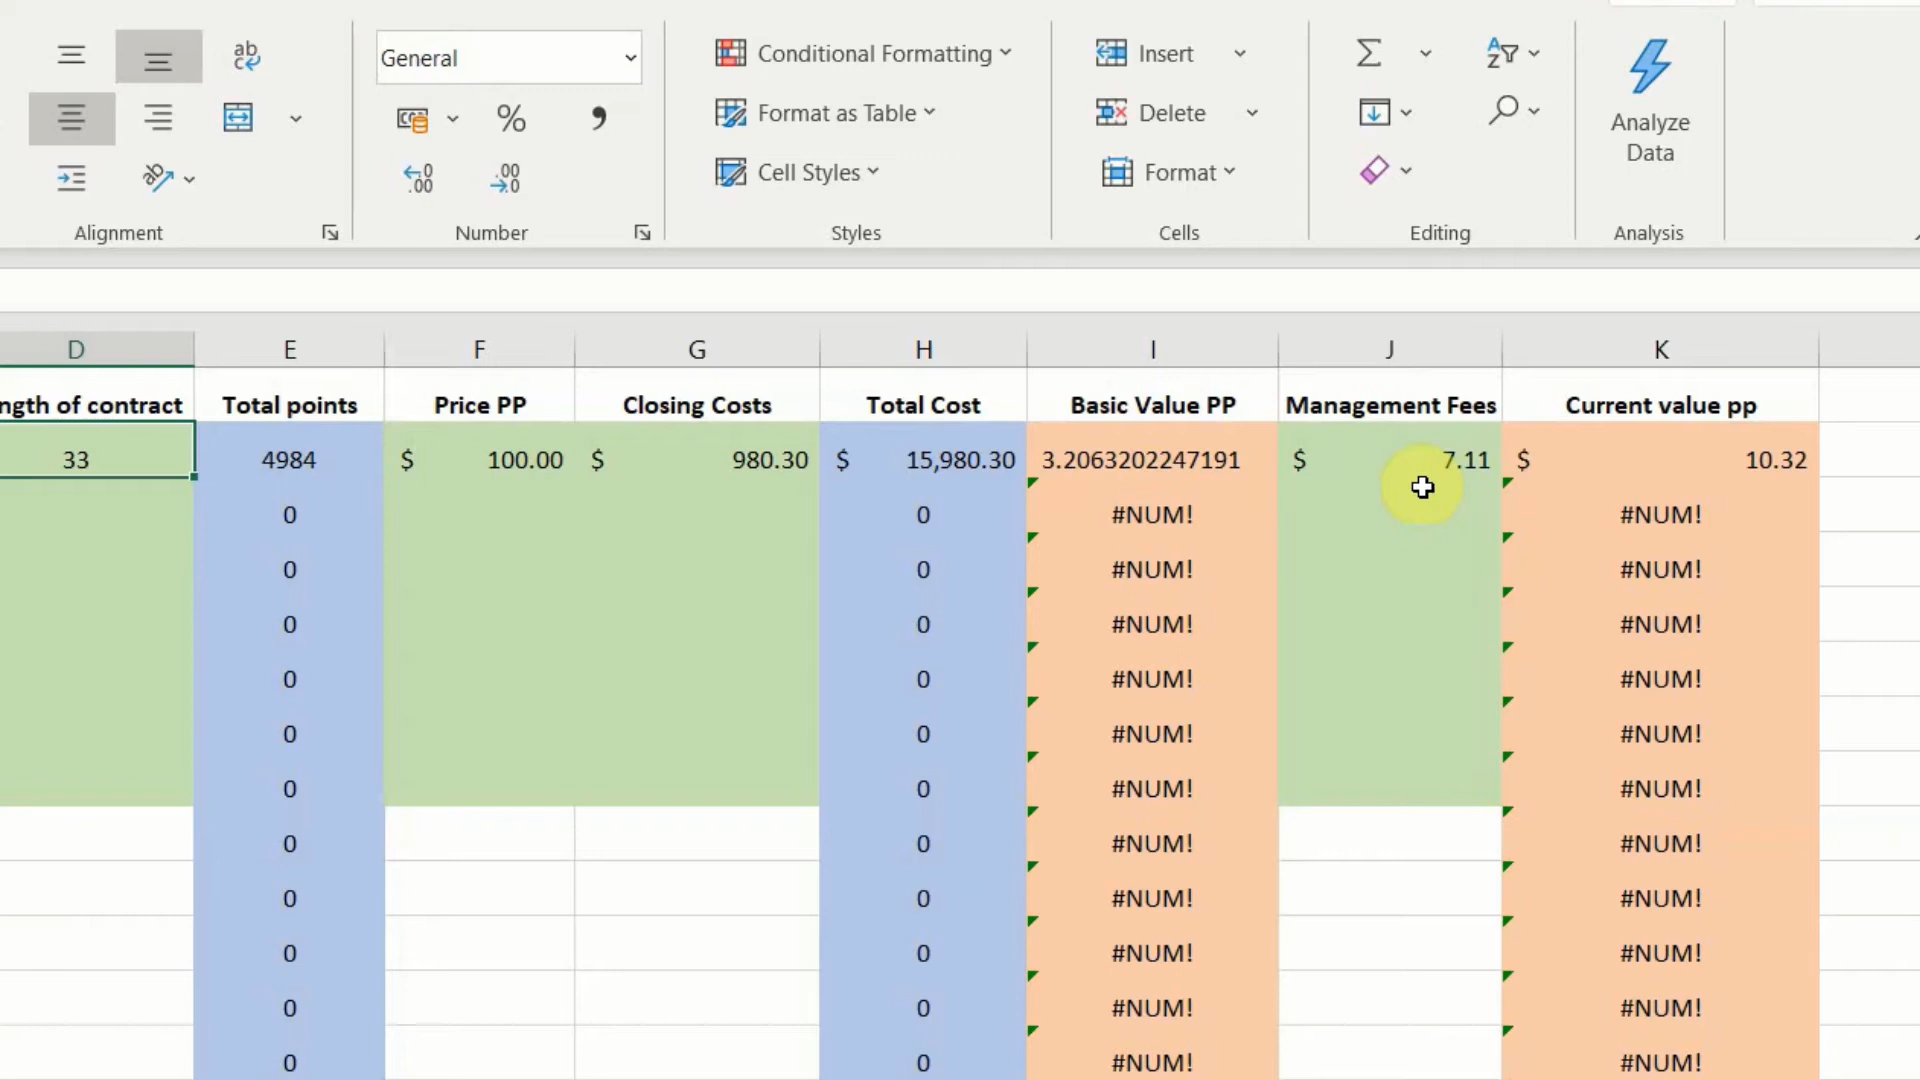 General
Conditional Formatting
Format as Table
Cell Styles
Insert
Delete
Format
Analyze
Data
Alignment
Number
Styles
Cells
Editing
Analysis
D E F G H I J K
ngth of contract Total points Price PP Closing Costs Total Cost Basic Value PP Management Fees Current value pp
33 4984 $ 100.00 $ 980.30 $ 15,980.30 3.2063202247191 $ 7.11 $ 10.32
0 0 #NUM! #NUM!
0 0 #NUM! #NUM!
0 0 #NUM! #NUM!
0 0 #NUM! #NUM!
0 0 #NUM! #NUM!
0 0 #NUM! #NUM!
0 0 #NUM! #NUM!
0 0 #NUM! #NUM!
0 0 #NUM! #NUM!
0 0 #NUM! #NUM!
0 0 #NUM! #NUM!